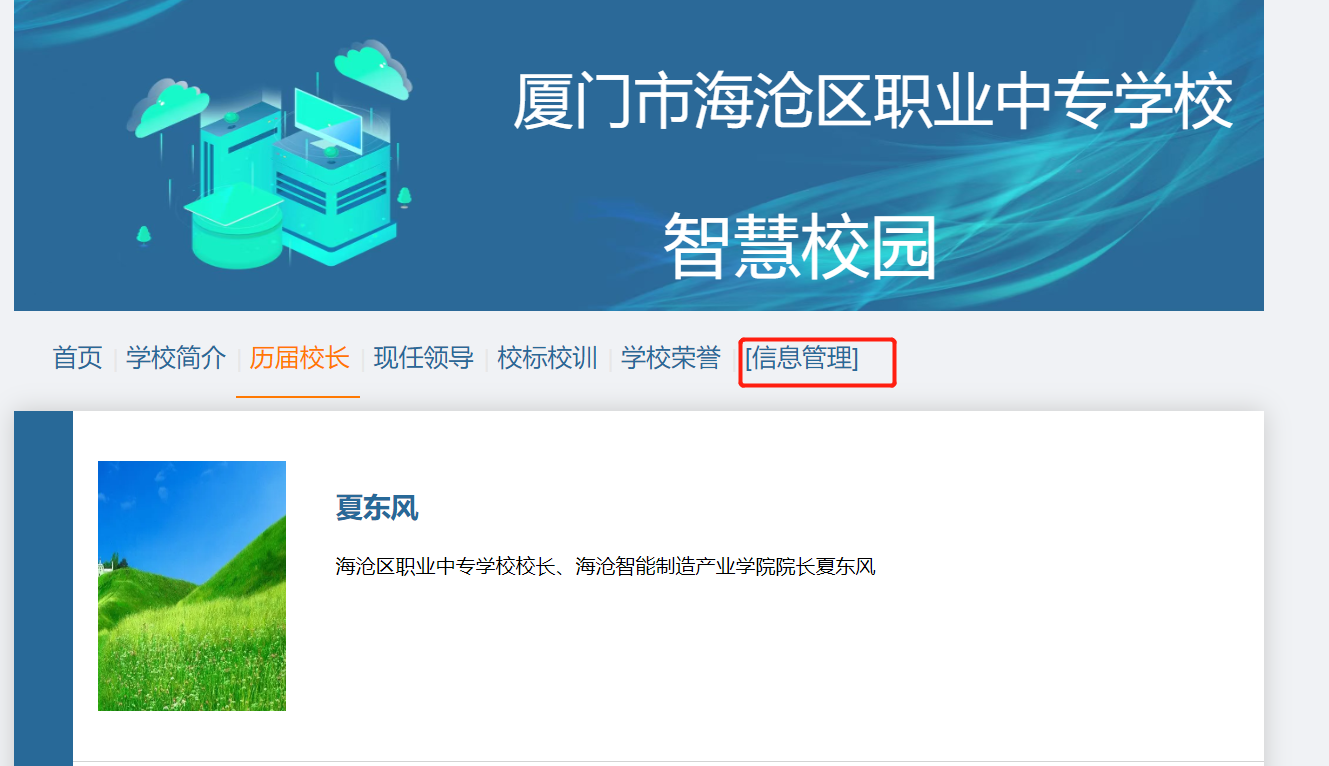 厦门市海沧区职业中专学校
智慧校园
首页 | 学校简介 | 历届校长 | 现任领导 | 校标校训 | 学校荣誉 | [信息管理]
夏东风
海沧区职业中专学校校长、海沧智能制造产业学院院长夏东风